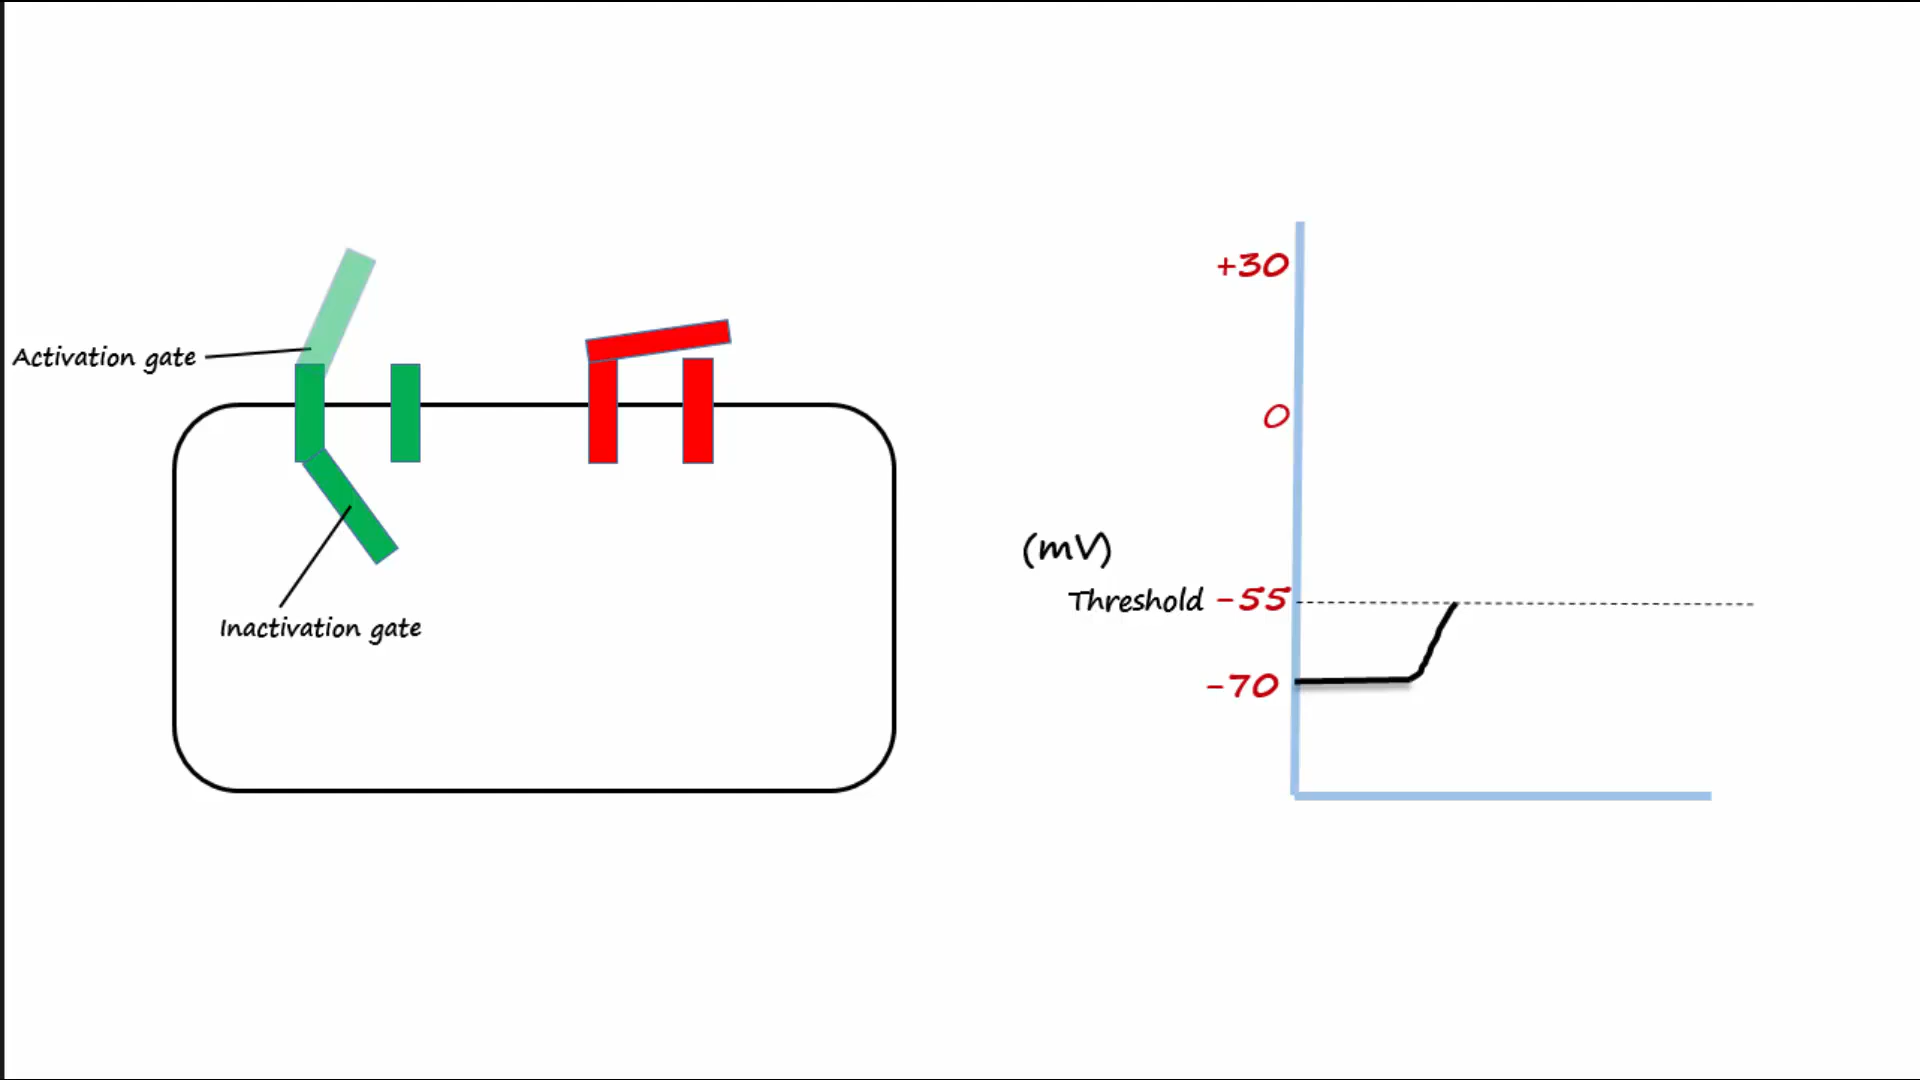 Activation gate
Inactivation gate
+30
0
(mV)
Threshold -55
-70